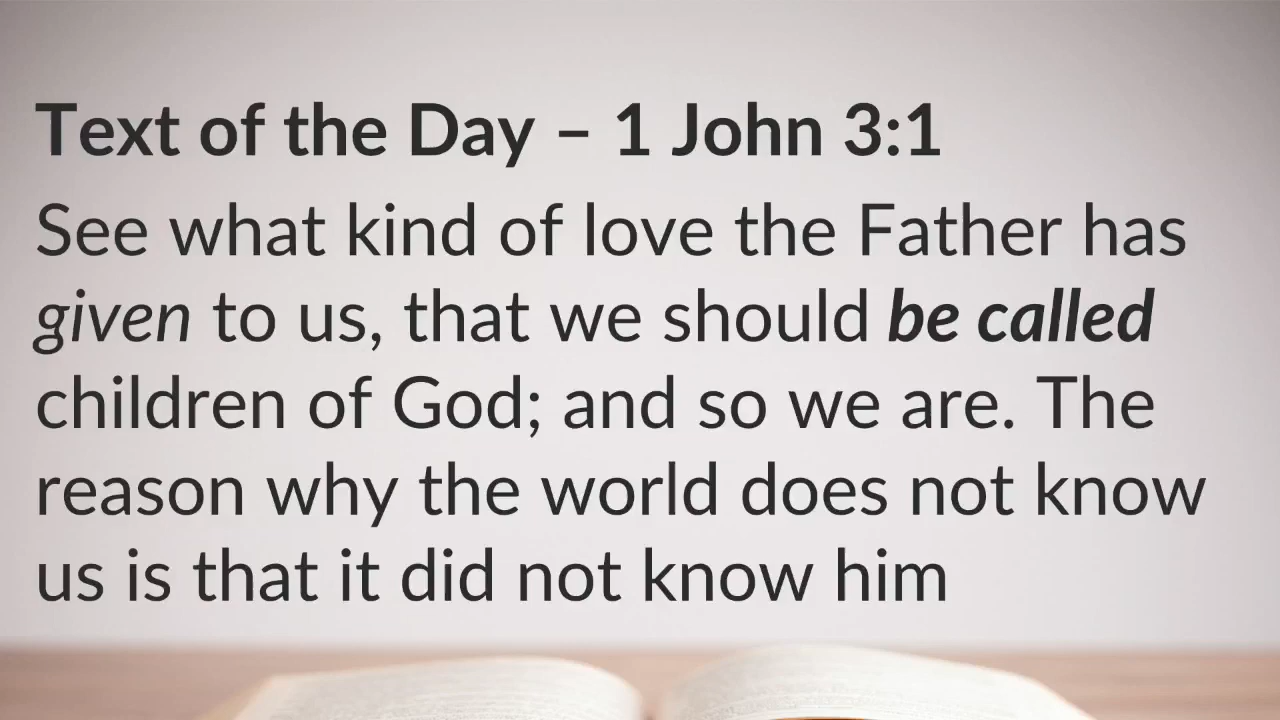 Text of the Day – 1 John 3:1
See what kind of love the Father has
given to us, that we should be called
children of God; and so we are. The
reason why the world does not know
us is that it did not know him